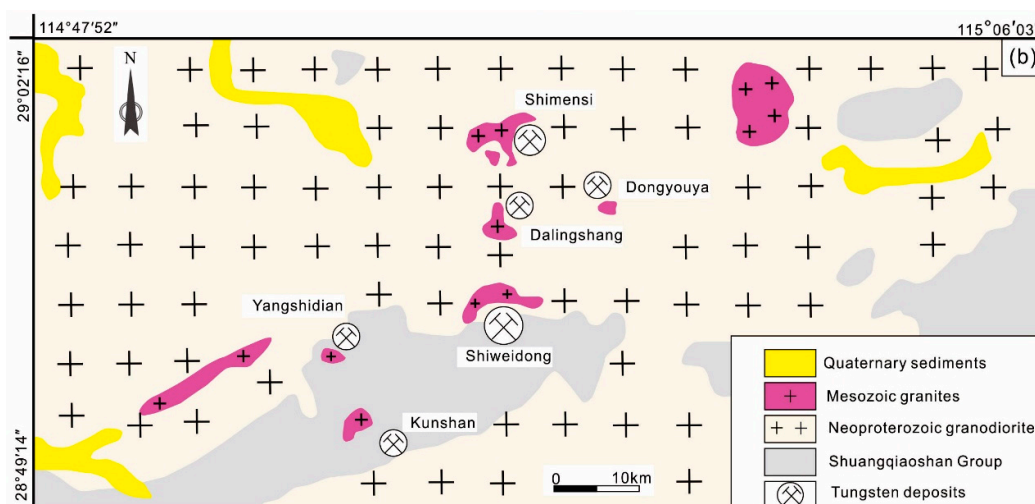 114°47′52″
115°06′03
(b)
29°02′16″
N
Shimensi
Dongyouya
Dalingshang
Yangshidian
Shiweidong
Kunshan
28°49′14″
0 10km
Quaternary sediments
Mesozoic granites
Neoproterozoic granodiorite
Shuangqiaoshan Group
Tungsten deposits